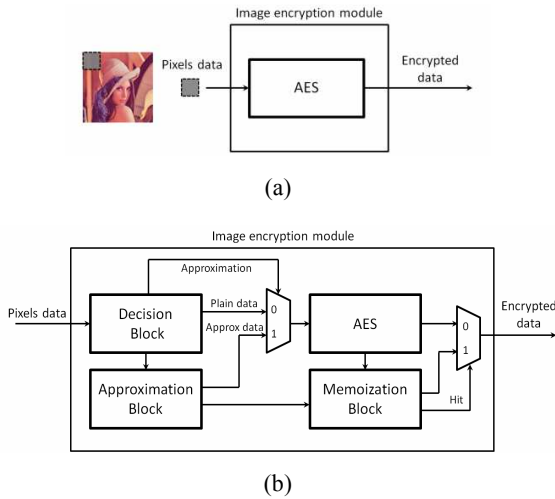 Image encryption module
Pixels data
AES
Encrypted
data
(a)
Image encryption module
Approximation
Pixels data
Decision
Block
Plain data
0
Approx data
1
AES
0
1
Encrypted
data
Approximation
Block
Memoization
Block
Hit
(b)